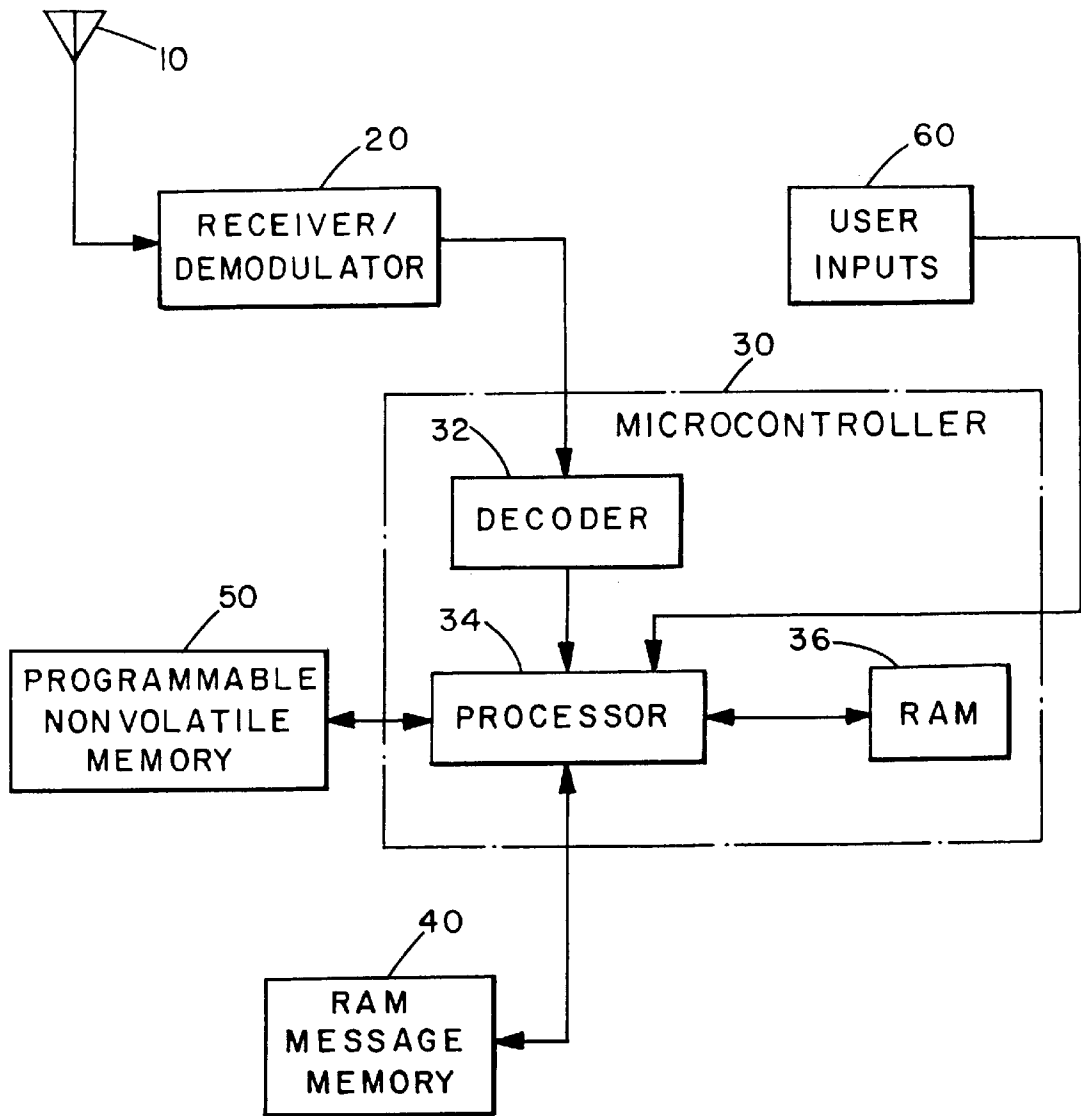 10
20
RECEIVER/
DEMODULATOR
60
USER
INPUTS
30
MICROCONTROLLER
32
DECODER
50
PROGRAMMABLE
NONVOLATILE
MEMORY
34
PROCESSOR
36
RAM
40
RAM
MESSAGE
MEMORY